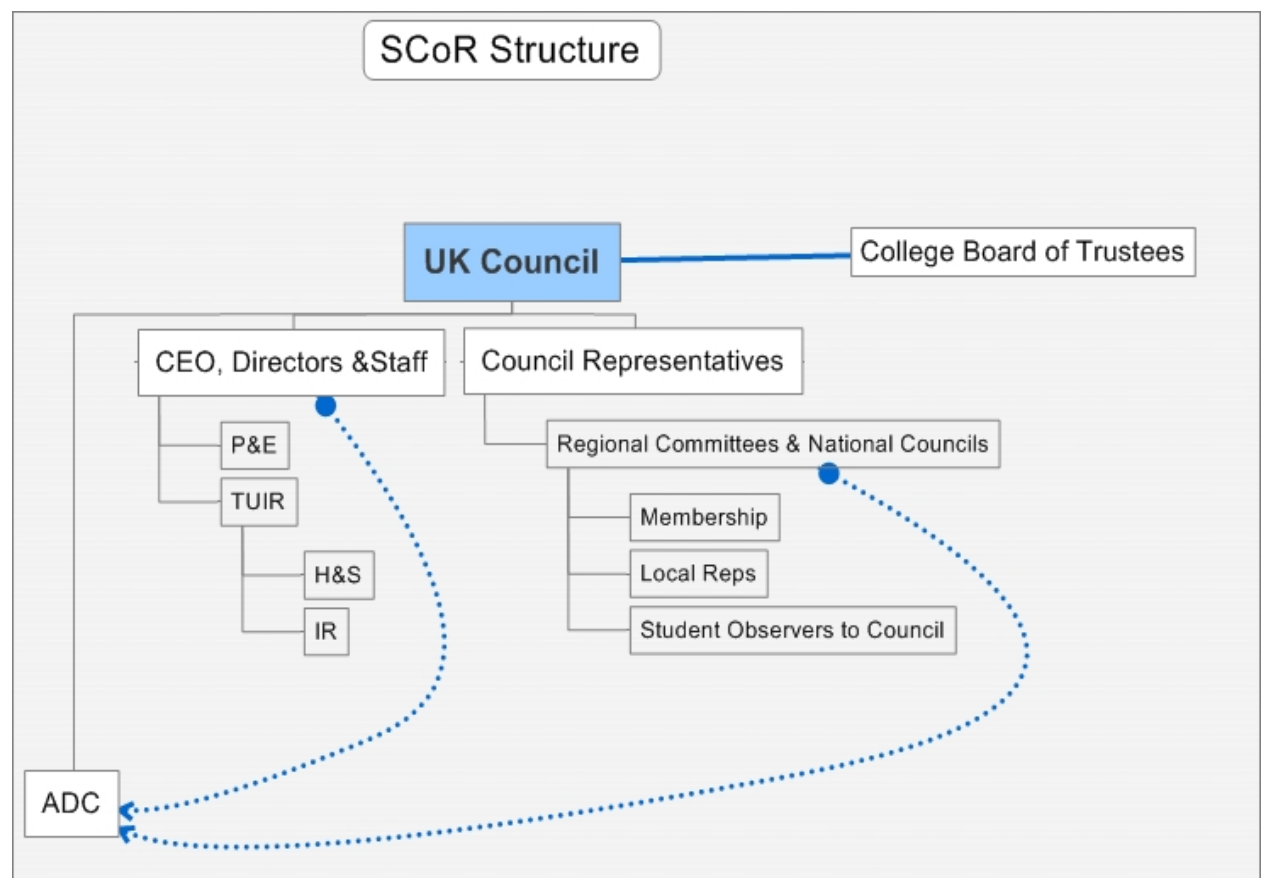 SCoR Structure
UK Council
College Board of Trustees
CEO, Directors &Staff
Council Representatives
P&E
Regional Committees & National Councils
TUIR
Membership
H&S
Local Reps
IR
Student Observers to Council
ADC